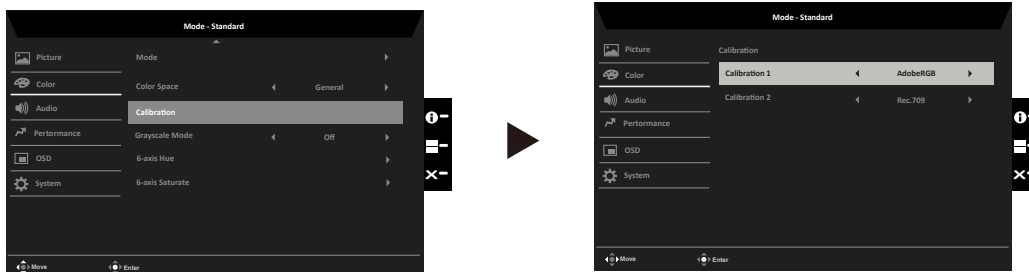 Mode - Standard
Picture
Mode
Color
Color Space General
Audio
Calibration
Pertormance
Grayscale Mode Off
OSD
6-axis Hue
System
6-axis Saturate
Move Enter
Mode - Standard
Picture
Calibration
Color
Calibration 1 AdobeRGB
Audio
Calibration 2 Rec.709
Pertormance
OSD
System
Move Enter